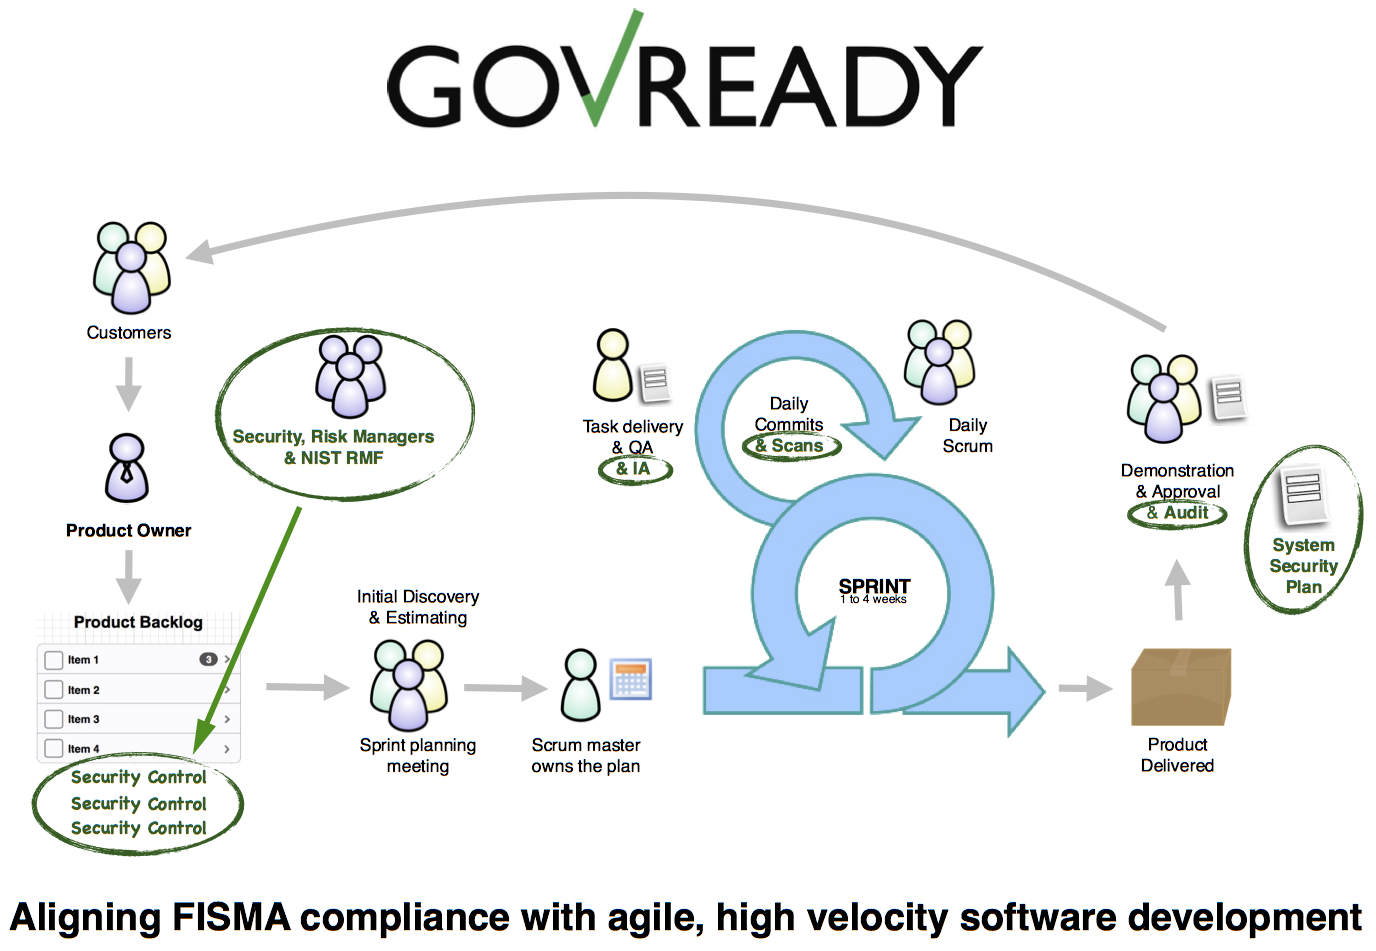 GOVREADY
Customers
Security, Risk Managers
& NIST RMF
Product Owner
Product Backlog
Item 1
3
Item 2
Item 3
Item 4
Security Control
Security Control
Security Control
Initial Discovery
& Estimating
Sprint planning
meeting
Scrum master
owns the plan
Task delivery
& QA
& IA
Daily
Commits
& Scans
Daily
Scrum
SPRINT
1 to 4 weeks
Product
Delivered
Demonstration
& Approval
& Audit
System
Security
Plan
Aligning FISMA compliance with agile, high velocity software development